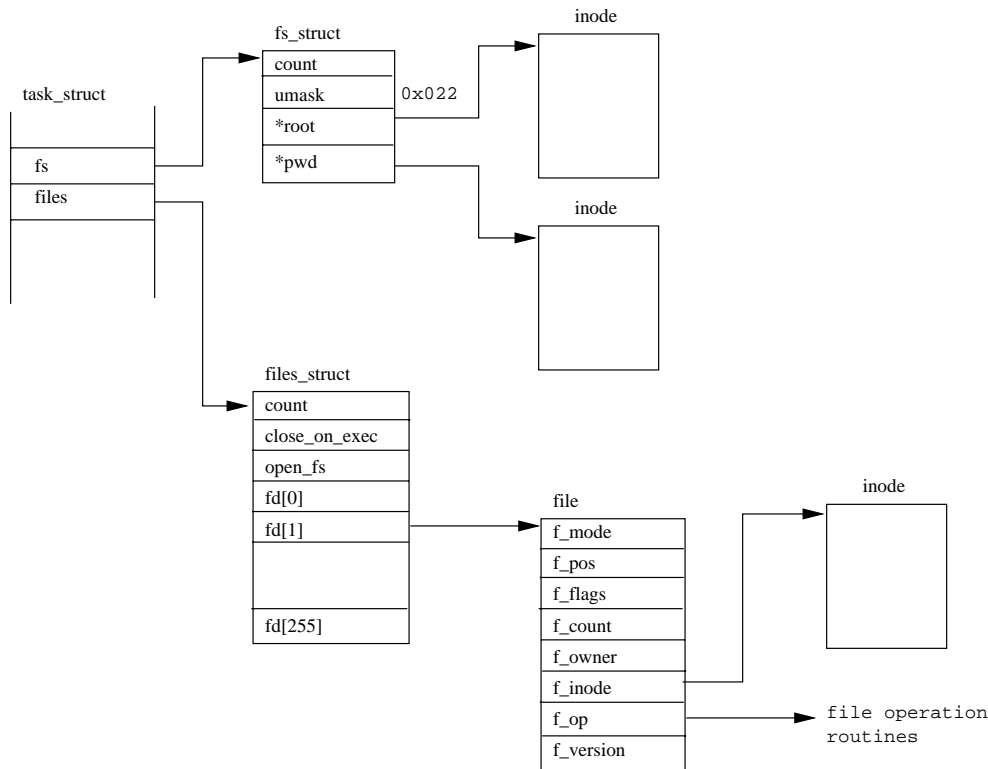 inode
fs_struct
count
umask
0x022
*root
*pwd
task_struct
fs
files
inode
files_struct
count
close_on_exec
open_fs
fd[0]
fd[1]
fd[255]
file
f_mode
f_pos
f_flags
f_count
f_owner
f_inode
f_op
f_version
inode
file operation
routines